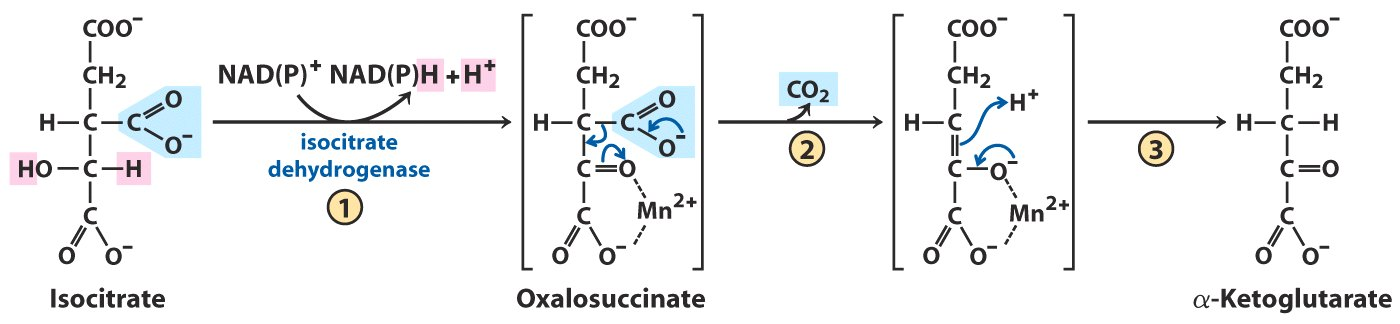 COO⁻ COO⁻ COO⁻ COO⁻
CH₂ NAD(P)⁺ NAD(P)H + H⁺ CH₂ CH₂ CH₂
H—C—C=O O⁻ H—C—C=O O⁻ CO₂ H—C H⁺ H—C—H
isocitrate
dehydrogenase
1 2 3
HO—C—H C=O C—O⁻ C=O
Mn²⁺ Mn²⁺
C C C C
O O⁻ O O⁻ O O⁻ O O⁻
Isocitrate Oxalosuccinate α-Ketoglutarate